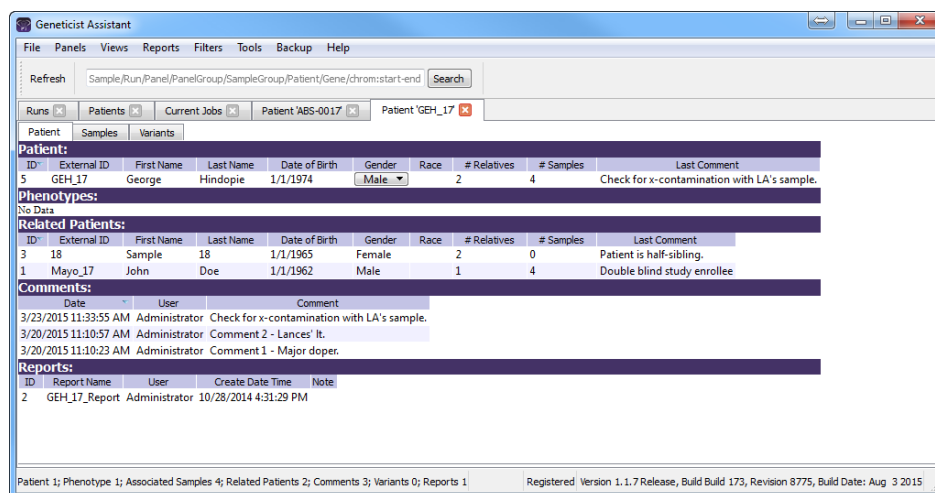 Geneticist Assistant
File Panels Views Reports Filters Tools Backup Help
Refresh Sample/Run/Panel/PanelGroup/SampleGroup/Patient/Gene/chrom:start-end Search
Runs Patients Current Jobs Patient 'ABS-0017' Patient 'GEH_17'
Patient Samples Variants
Patient:
ID External ID First Name Last Name Date of Birth Gender Race # Relatives # Samples Last Comment
5 GEH_17 George Hindopie 1/1/1974 Male 2 4 Check for x-contamination with LA's sample.
Phenotypes:
No Data
Related Patients:
ID External ID First Name Last Name Date of Birth Gender Race # Relatives # Samples Last Comment
3 18 Sample 18 1/1/1965 Female 2 0 Patient is half-sibling.
1 Mayo_17 John Doe 1/1/1962 Male 1 4 Double blind study enrollee
Comments:
Date User Comment
3/23/2015 11:33:55 AM Administrator Check for x-contamination with LA's sample.
3/20/2015 11:10:57 AM Administrator Comment 2 - Lances' lt.
3/20/2015 11:10:23 AM Administrator Comment 1 - Major doper.
Reports:
ID Report Name User Create Date Time Note
2 GEH_17_Report Administrator 10/28/2014 4:31:29 PM
Patient 1; Phenotype 1; Associated Samples 4; Related Patients 2; Comments 3; Variants 0; Reports 1 Registered Version 1.1.7 Release, Build Build 173, Revision 8775, Build Date: Aug 3 2015